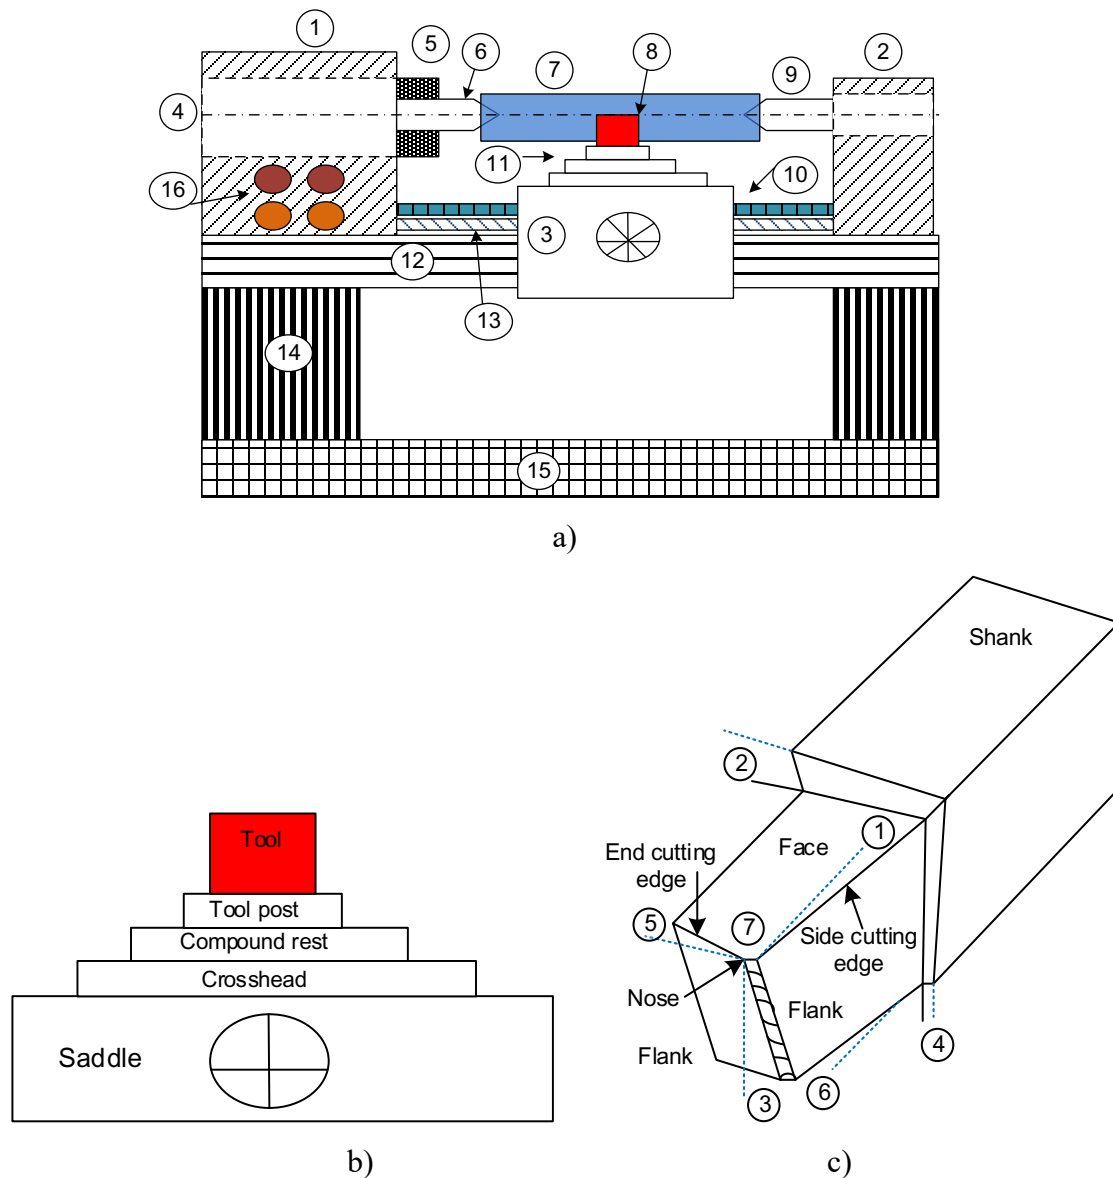 1
5
6
7
8
9
2
4
11
10
16
3
12
13
14
15
a)
Shank
2
Tool
Face
1
End cutting
edge
Tool post
5
7
Compound rest
Side cutting
edge
Crosshead
Nose
Flank
Saddle
Flank
4
6
3
b)
c)